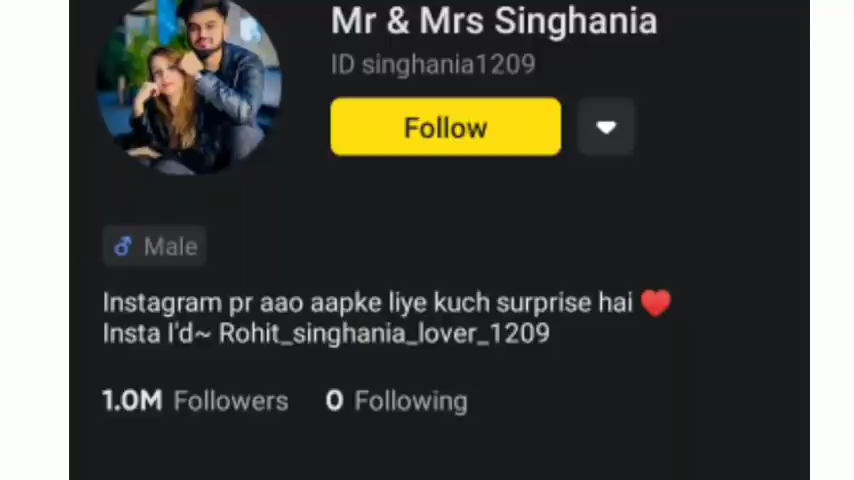 Mr & Mrs Singhania
ID singhania1209
Follow
Male
Instagram pr aao aapke liye kuch surprise hai ♥️
Insta I'd~ Rohit_singhania_lover_1209
1.0M Followers 0 Following